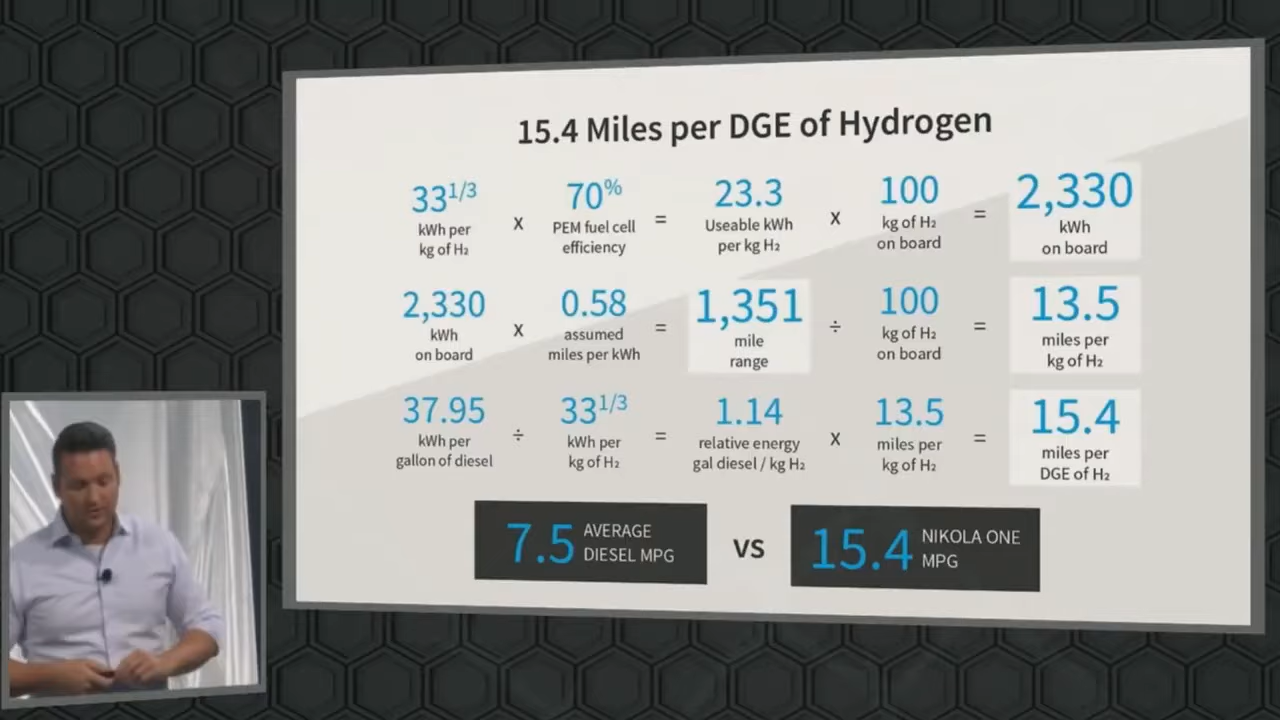 15.4 Miles per DGE of Hydrogen
33 1/3 x 70% = 23.3 x 100 = 2,330
kWh per PEM fuel cell Useable kWh kg of H₂ kWh
kg of H₂ efficiency per kg H₂ on board on board
2,330 x 0.58 = 1,351 ÷ 100 = 13.5
kWh assumed mile kg of H₂ miles per
on board miles per kWh range on board kg of H₂
37.95 ÷ 33 1/3 = 1.14 x 13.5 = 15.4
kWh per kWh per relative energy miles per miles per
gallon of diesel kg of H₂ gal diesel / kg H₂ kg of H₂ DGE of H₂
7.5 AVERAGE DIESEL MPG VS 15.4 NIKOLA ONE MPG